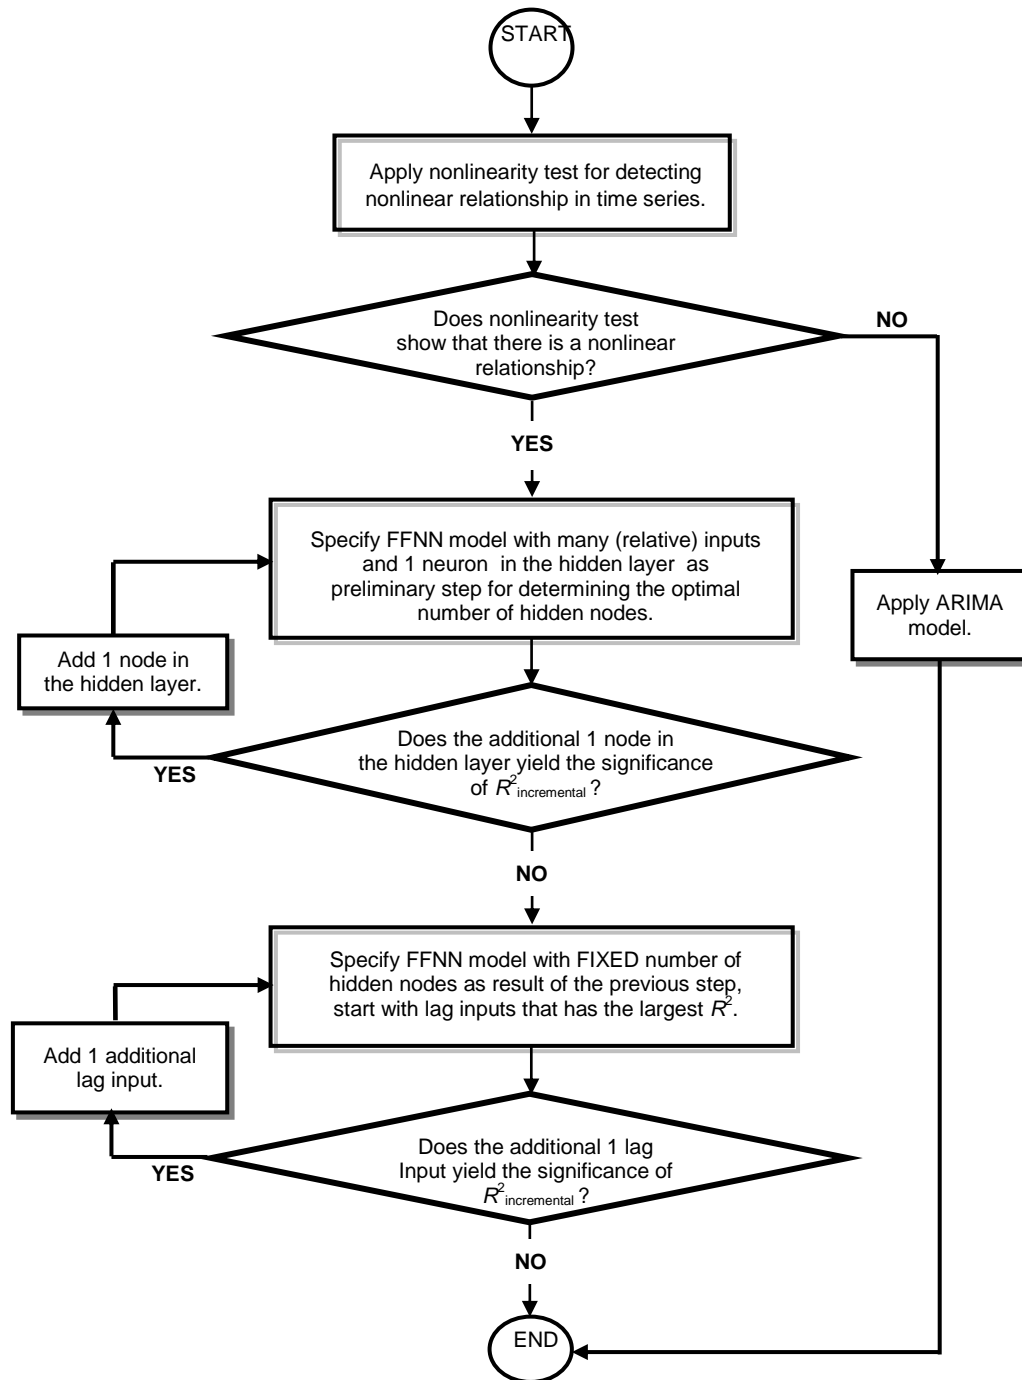 START
Apply nonlinearity test for detecting
nonlinear relationship in time series.
Does nonlinearity test
show that there is a nonlinear
relationship?
NO
YES
Specify FFNN model with many (relative) inputs
and 1 neuron in the hidden layer as
preliminary step for determining the optimal
number of hidden nodes.
Apply ARIMA
model.
Add 1 node in
the hidden layer.
Does the additional 1 node in
the hidden layer yield the significance
of R²incremental ?
YES
NO
Specify FFNN model with FIXED number of
hidden nodes as result of the previous step,
start with lag inputs that has the largest R².
Add 1 additional
lag input.
Does the additional 1 lag
Input yield the significance of
R²incremental ?
YES
NO
END